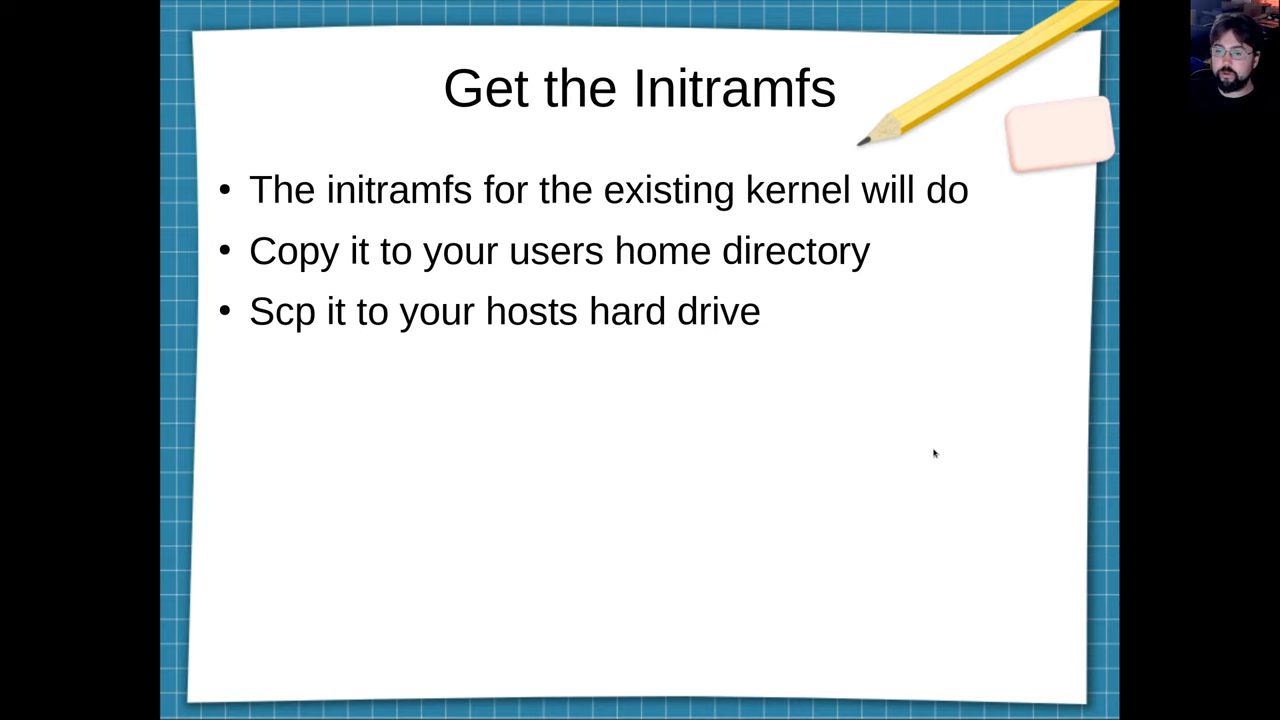 Get the Initramfs
• The initramfs for the existing kernel will do
• Copy it to your users home directory
• Scp it to your hosts hard drive